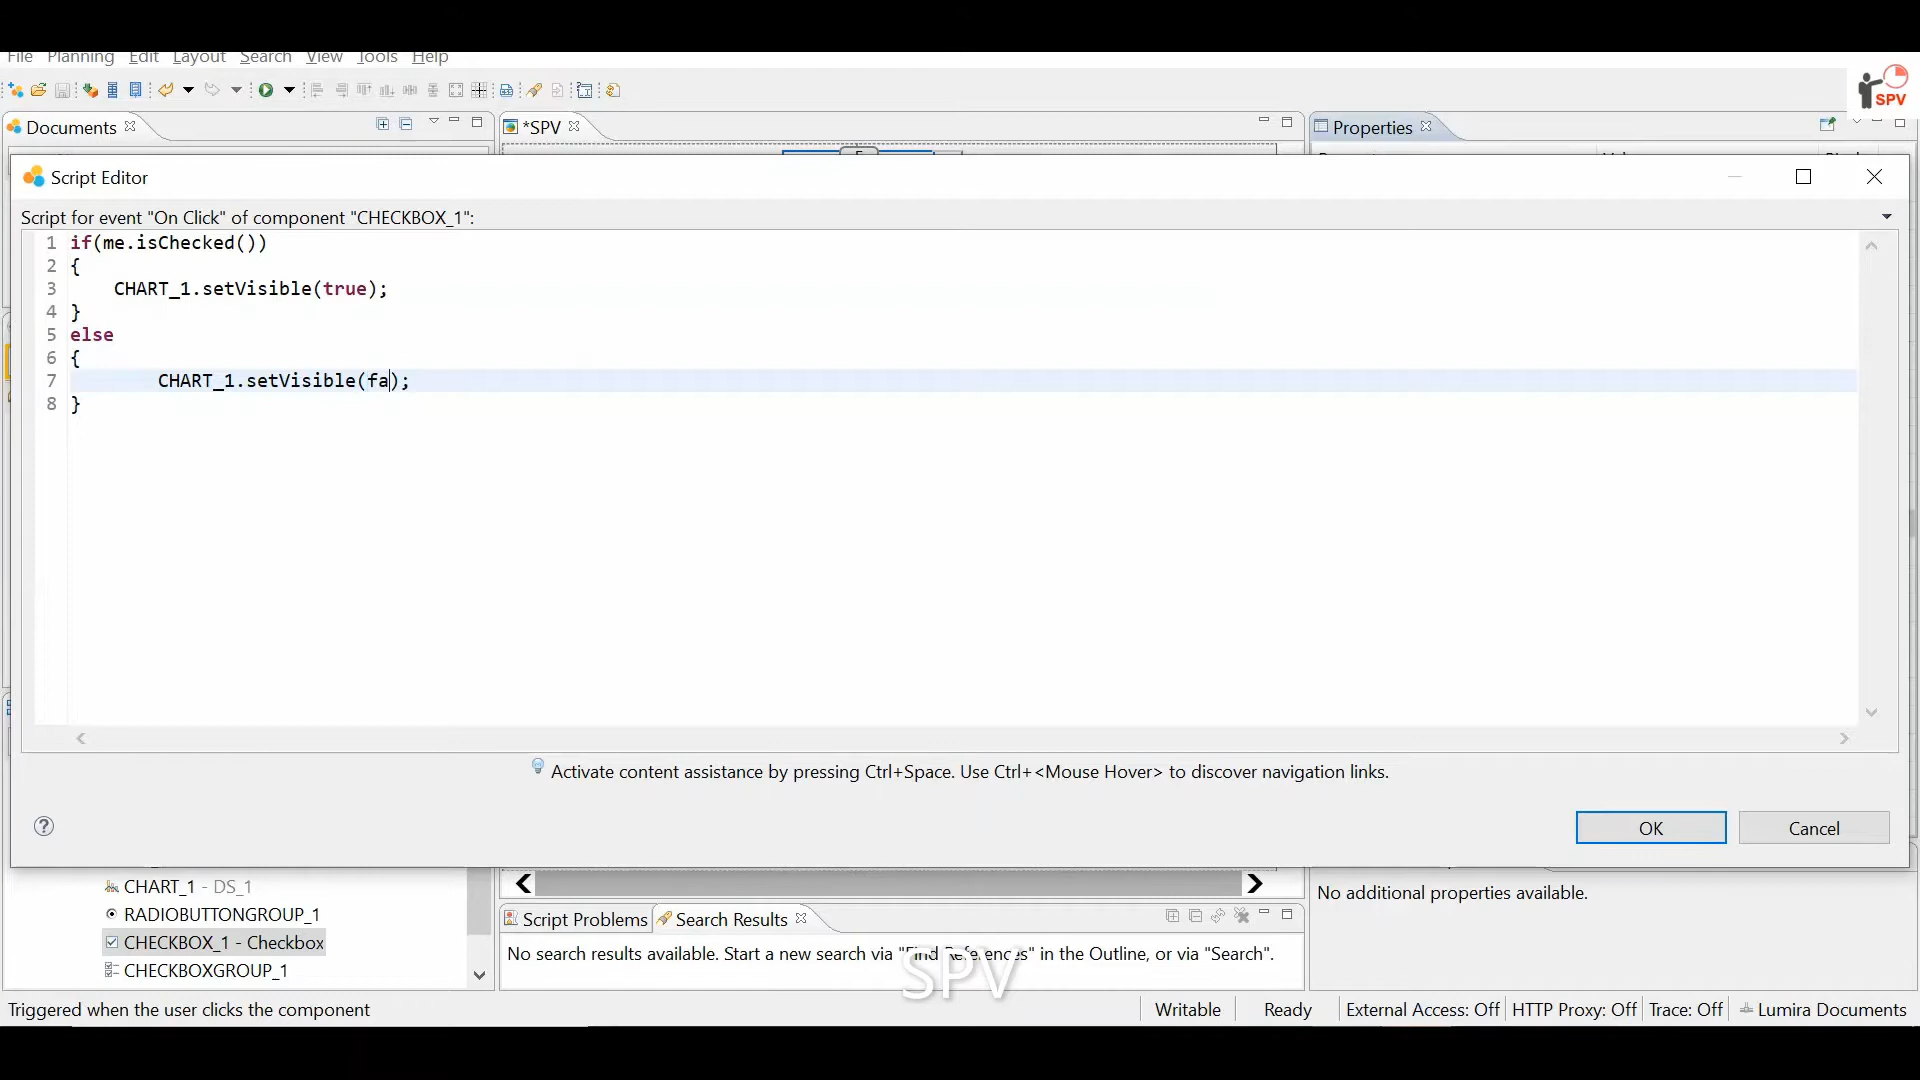 File Planning Edit Layout Search View Tools Help
SPV
Documents
*SPV
Properties
Script Editor
Script for event "On Click" of component "CHECKBOX_1":
1 if(me.isChecked())
2 {
3 CHART_1.setVisible(true);
4 }
5 else
6 {
7 CHART_1.setVisible(fa);
8 }
Activate content assistance by pressing Ctrl+Space. Use Ctrl+<Mouse Hover> to discover navigation links.
OK Cancel
CHART_1 - DS_1
RADIOBUTTONGROUP_1
CHECKBOX_1 - Checkbox
CHECKBOXGROUP_1
Script Problems Search Results
No search results available. Start a new search via "Find References" in the Outline, or via "Search".
SPV
No additional properties available.
Triggered when the user clicks the component Writable Ready External Access: Off HTTP Proxy: Off Trace: Off Lumira Documents